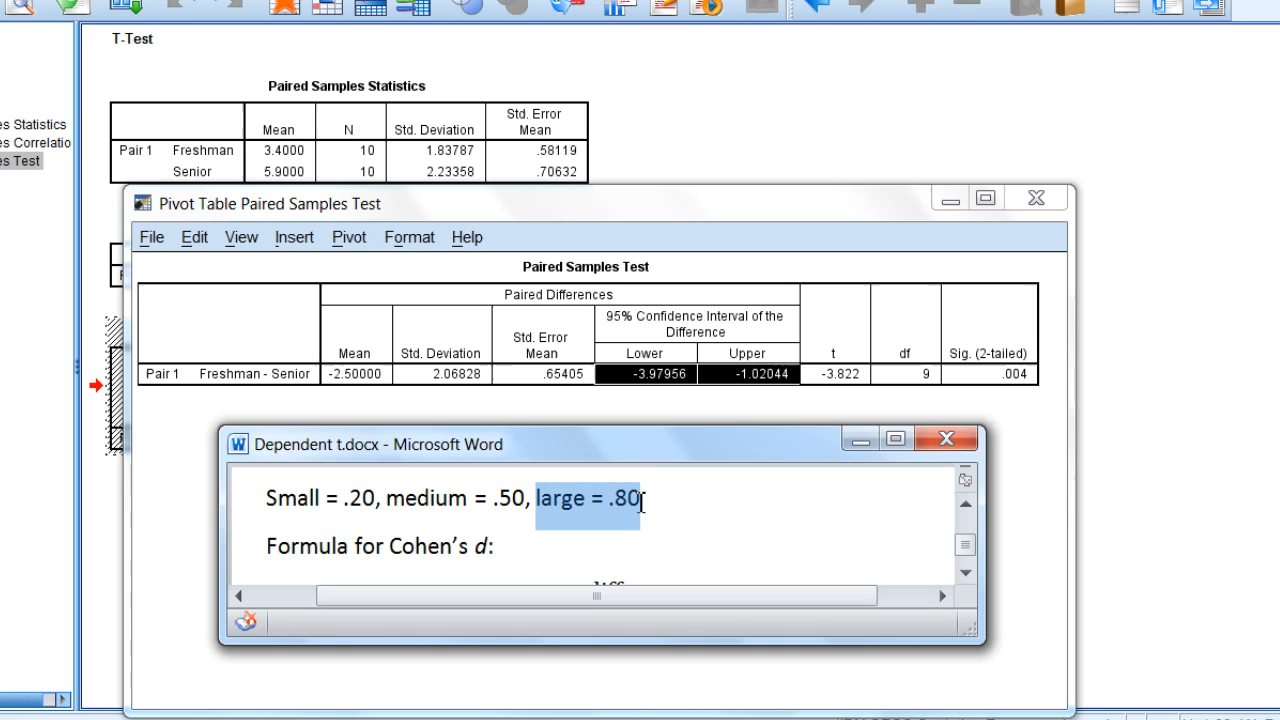 T-Test
Paired Samples Statistics
Mean N Std. Deviation Std. Error Mean
Pair 1 Freshman 3.4000 10 1.83787 .58119
Senior 5.9000 10 2.23358 .70632
es Statistics
es Correlatio
es Test
Pivot Table Paired Samples Test
File Edit View Insert Pivot Format Help
Paired Samples Test
Paired Differences
95% Confidence Interval of the Difference
Mean Std. Deviation Std. Error Mean Lower Upper t df Sig. (2-tailed)
Pair 1 Freshman - Senior -2.50000 2.06828 .65405 -3.97956 -1.02044 -3.822 9 .004
Dependent t.docx - Microsoft Word
Small = .20, medium = .50, large = .80
Formula for Cohen’s d: